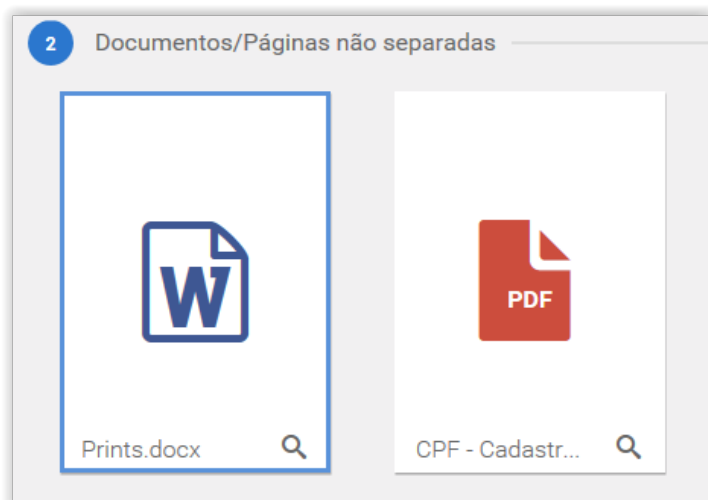 2 Documentos/Páginas não separadas
W
PDF
Prints.docx
CPF - Cadastr...